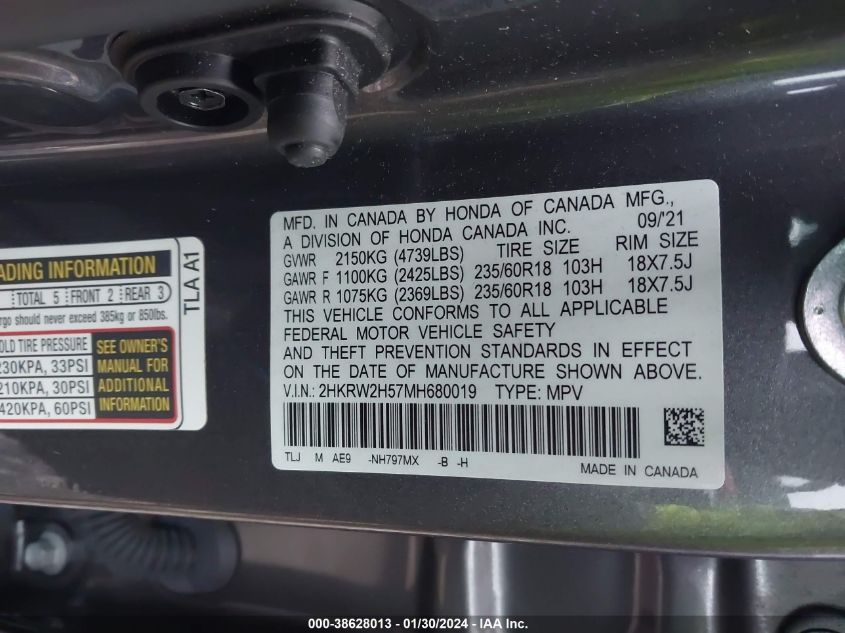 MFD. IN CANADA BY HONDA OF CANADA MFG.,
A DIVISION OF HONDA CANADA INC. 09/'21
GVWR 2150KG (4739LBS) TIRE SIZE RIM SIZE
GAWR F 1100KG (2425LBS) 235/60R18 103H 18X7.5J
GAWR R 1075KG (2369LBS) 235/60R18 103H 18X7.5J
THIS VEHICLE CONFORMS TO ALL APPLICABLE
FEDERAL MOTOR VEHICLE SAFETY
AND THEFT PREVENTION STANDARDS IN EFFECT
ON THE DATE OF MANUFACTURE SHOWN ABOVE.
V.I.N.: 2HKRW2H57MH680019 TYPE: MPV
TLJ M AE9 -NH797MX -B -H
MADE IN CANADA
ADING INFORMATION
TOTAL 5 FRONT 2 REAR 3
rgo should never exceed 385kg or 850lbs.
OLD TIRE PRESSURE
230KPA, 33PSI
210KPA, 30PSI
420KPA, 60PSI
SEE OWNER'S
MANUAL FOR
ADDITIONAL
INFORMATION
TLA A1
000-38628013 - 01/30/2024 - IAA Inc.